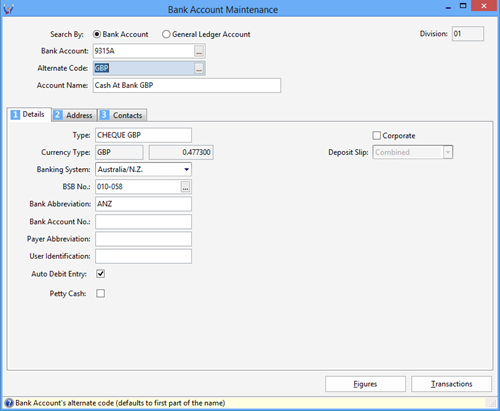 Bank Account Maintenance
Search By: Bank Account General Ledger Account Division: 01
Bank Account: 9315A ...
Alternate Code: GBP ...
Account Name: Cash At Bank GBP
1 Details 2 Address 3 Contacts
Type: CHEQUE GBP Corporate
Currency Type: GBP 0.477300 Deposit Slip: Combined
Banking System: Australia/N.Z.
BSB No.: 010-058 ...
Bank Abbreviation: ANZ
Bank Account No.:
Payer Abbreviation:
User Identification:
Auto Debit Entry:
Petty Cash:
Figures Transactions
Bank Account's alternate code (defaults to first part of the name)